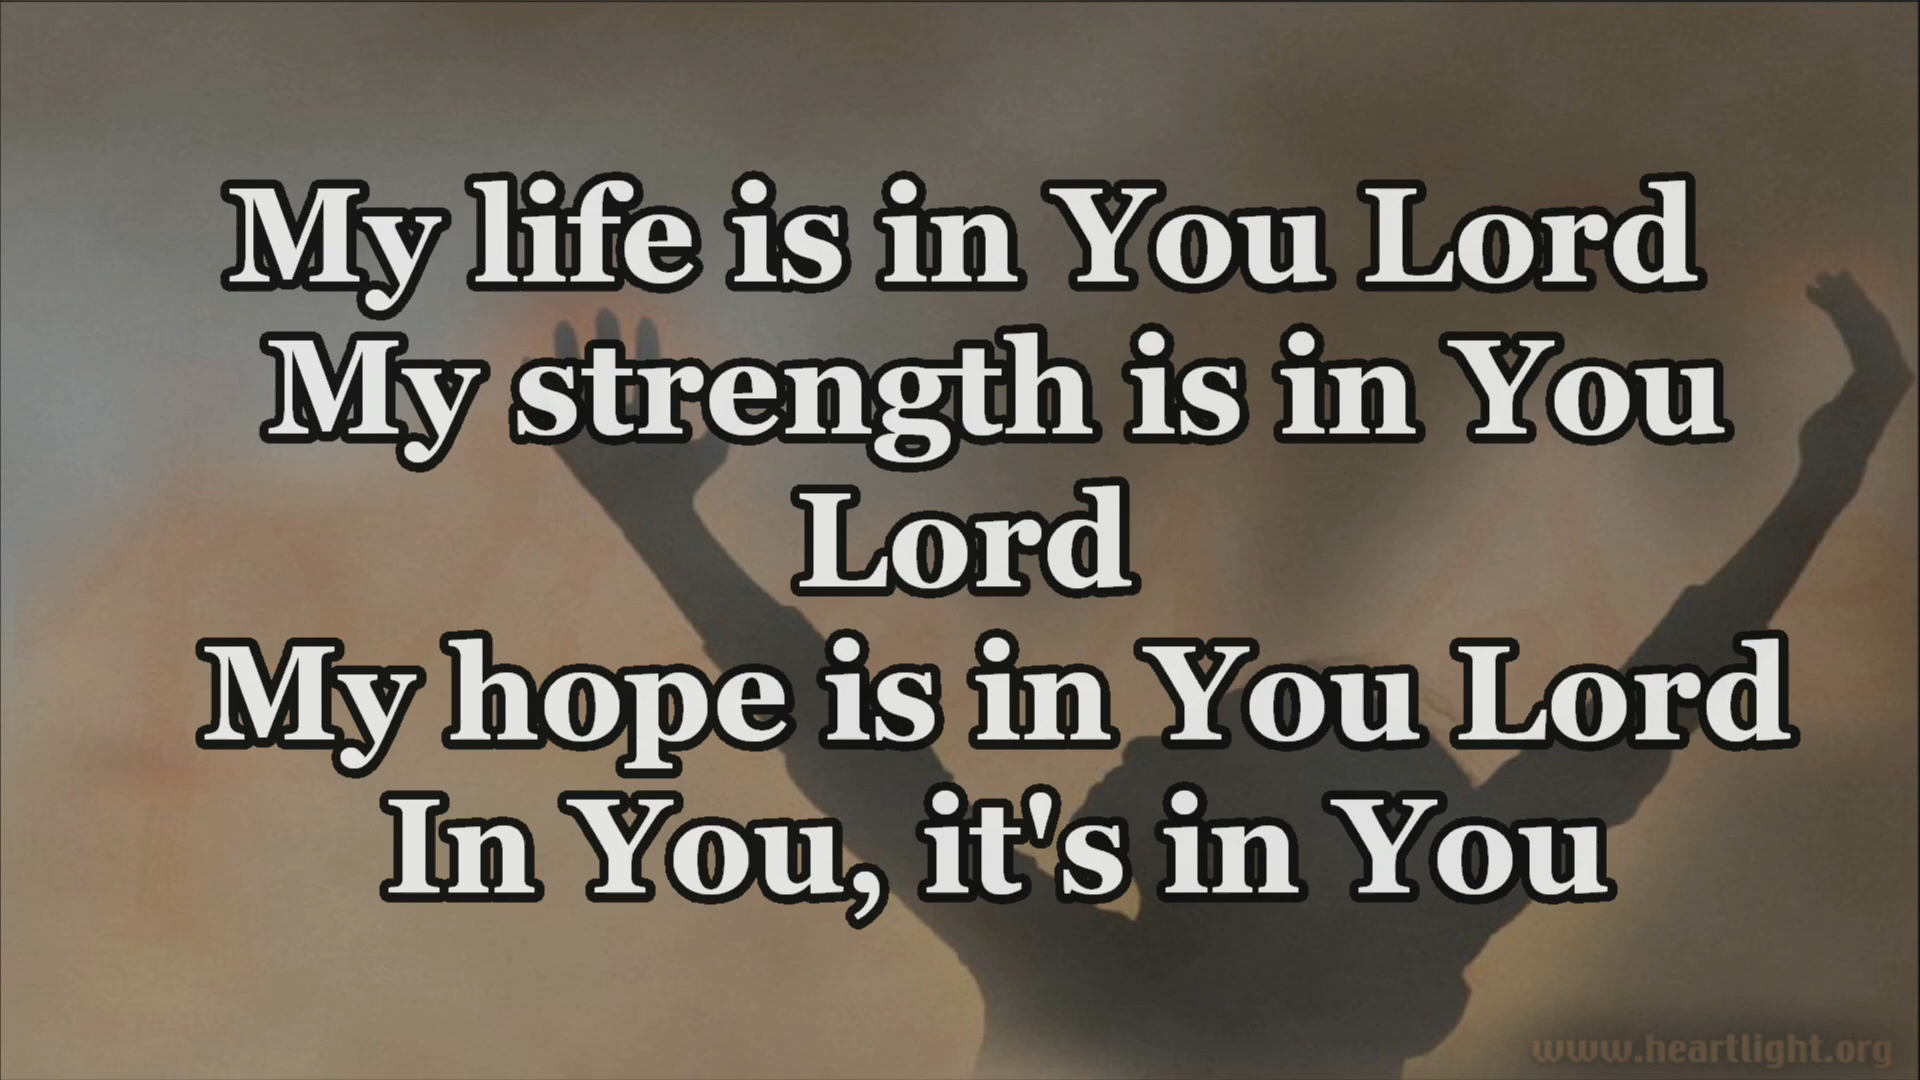 My life is in You Lord
My strength is in You
Lord
My hope is in You Lord
In You, it's in You
www.heartlight.org